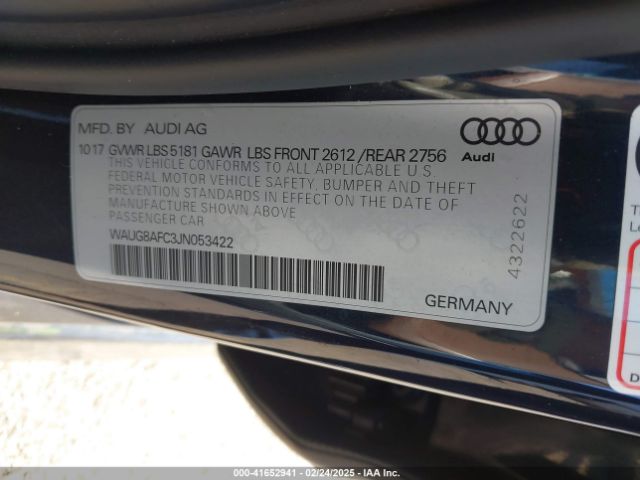 MFD. BY AUDI AG
10 17 GVWR LBS 5181 GAWR LBS FRONT 2612 / REAR 2756
THIS VEHICLE CONFORMS TO ALL APPLICABLE U.S.
FEDERAL MOTOR VEHICLE SAFETY, BUMPER AND THEFT
PREVENTION STANDARDS IN EFFECT ON THE DATE OF
MANUFACTURE SHOWN ABOVE
PASSENGER CAR
WAUG8AFC3JN053422
Audi
4322622
GERMANY
T
D
000-41652941 - 02/24/2025 - IAA Inc.